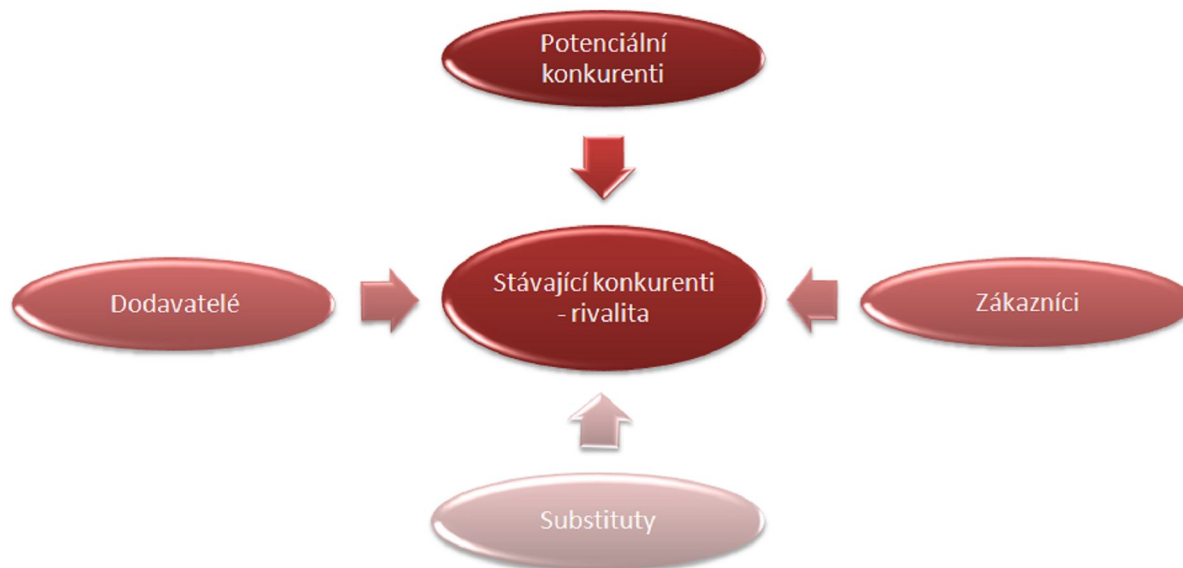 Potenciální
konkurenti
Dodavatelé
Stávající konkurenti
- rivalita
Zákazníci
Substituty